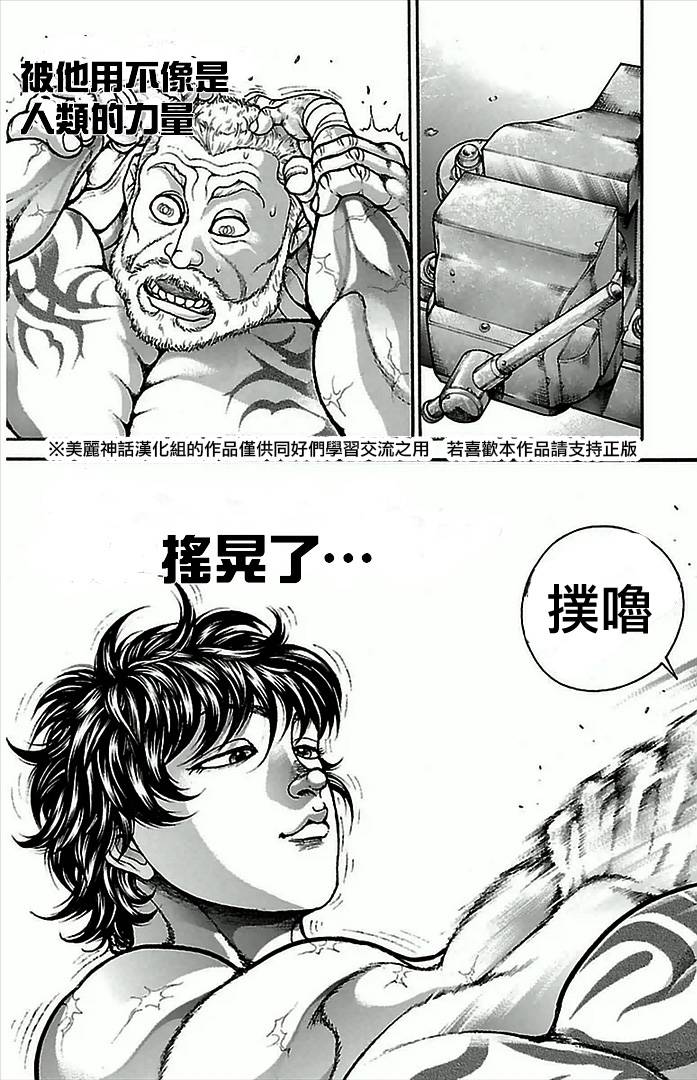 被他用不像是
人類的力量
※美麗神話漢化組的作品僅供同好們學習交流之用　若喜歡本作品請支持正版
搖晃了…
撲嚕